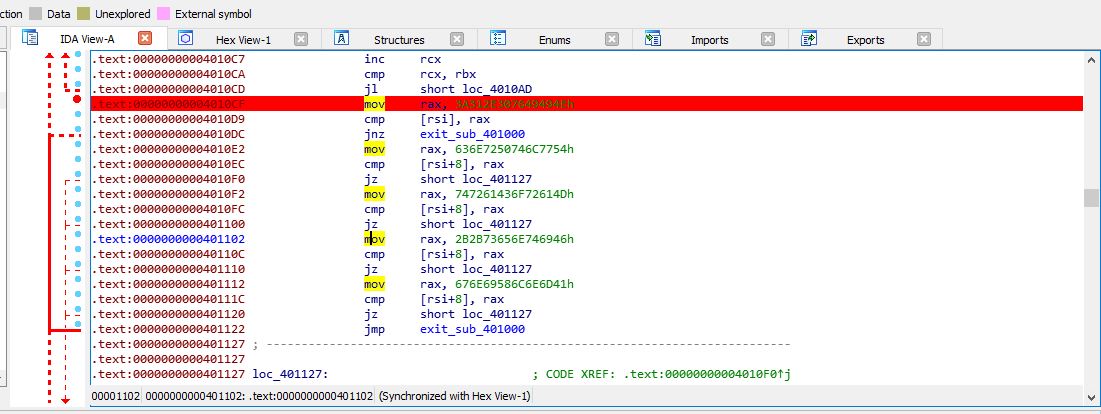 ction Data Unexplored External symbol
IDA View-A Hex View-1 Structures Enums Imports Exports
.text:00000000004010C7 inc rcx
.text:00000000004010CA cmp rcx, rbx
.text:00000000004010CD jl short loc_4010AD
.text:00000000004010CF mov rax,
.text:00000000004010D9 cmp [rsi], rax
.text:00000000004010DC jnz exit_sub_401000
.text:00000000004010E2 mov rax, 636E7250746C7754h
.text:00000000004010EC cmp [rsi+8], rax
.text:00000000004010F0 jz short loc_401127
.text:00000000004010F2 mov rax, 747261436F72614Dh
.text:00000000004010FC cmp [rsi+8], rax
.text:0000000000401100 jz short loc_401127
.text:0000000000401102 mov rax, 2B2B73656E746946h
.text:000000000040110C cmp [rsi+8], rax
.text:0000000000401110 jz short loc_401127
.text:0000000000401112 mov rax, 676E69586C6E6D41h
.text:000000000040111C cmp [rsi+8], rax
.text:0000000000401120 jz short loc_401127
.text:0000000000401122 jmp exit_sub_401000
.text:0000000000401127 ; ---------------------------------------------------------------------------
.text:0000000000401127
.text:0000000000401127 loc_401127: ; CODE XREF: .text:00000000004010F0↑j
00001102 0000000000401102: .text:0000000000401102 (Synchronized with Hex View-1)